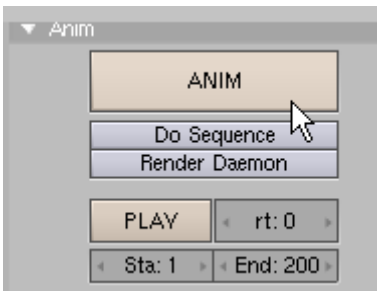 Anim
ANIM
Do Sequence
Render Daemon
PLAY rt: 0
Sta: 1 End: 200